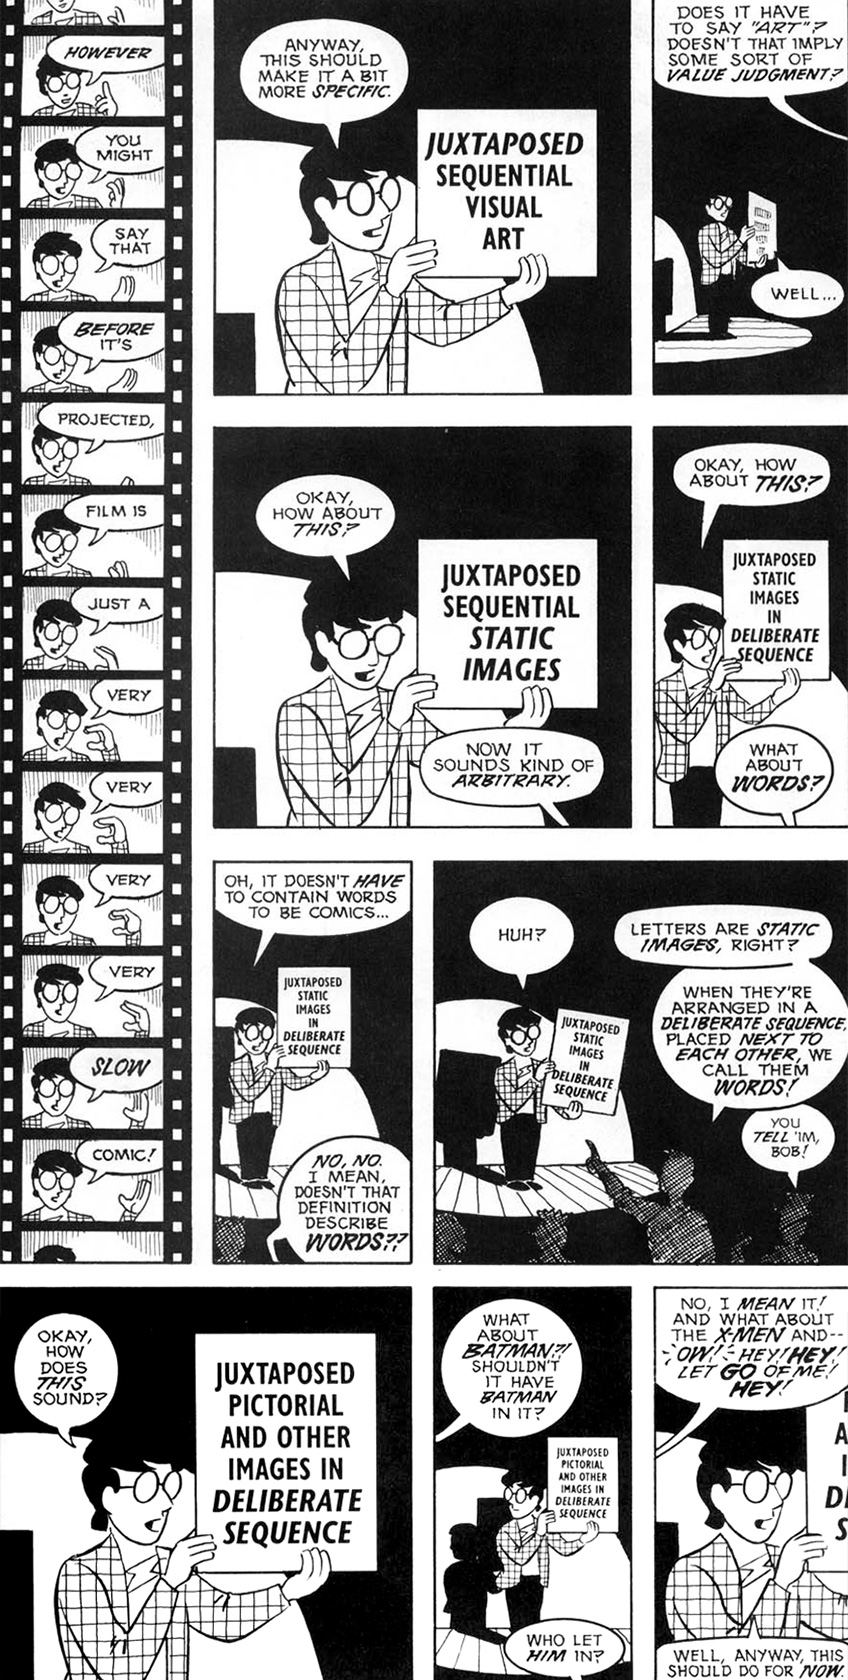 HOWEVER
YOU
MIGHT
SAY
THAT
BEFORE
IT'S
PROJECTED,
FILM IS
JUST A
VERY
VERY
VERY
VERY
SLOW
COMIC!
ANYWAY,
THIS SHOULD
MAKE IT A BIT
MORE SPECIFIC.
JUXTAPOSED
SEQUENTIAL
VISUAL
ART
DOES IT HAVE
TO SAY "ART"?
DOESN'T THAT IMPLY
SOME SORT OF
VALUE JUDGMENT?
WELL...
OKAY,
HOW ABOUT
THIS?
JUXTAPOSED
SEQUENTIAL
STATIC
IMAGES
NOW IT
SOUNDS KIND OF
ARBITRARY.
OKAY, HOW
ABOUT THIS?
JUXTAPOSED
STATIC
IMAGES
IN
DELIBERATE
SEQUENCE
WHAT
ABOUT
WORDS?
OH, IT DOESN'T HAVE
TO CONTAIN WORDS
TO BE COMICS...
JUXTAPOSED
STATIC
IMAGES
IN
DELIBERATE
SEQUENCE
NO, NO.
I MEAN,
DOESN'T THAT
DEFINITION
DESCRIBE
WORDS??
HUH?
JUXTAPOSED
STATIC
IMAGES
IN
DELIBERATE
SEQUENCE
LETTERS ARE STATIC
IMAGES, RIGHT?
WHEN THEY'RE
ARRANGED IN A
DELIBERATE SEQUENCE,
PLACED NEXT TO
EACH OTHER, WE
CALL THEM
WORDS!
YOU
TELL 'IM,
BOB!
OKAY,
HOW
DOES
THIS
SOUND?
JUXTAPOSED
PICTORIAL
AND OTHER
IMAGES IN
DELIBERATE
SEQUENCE
WHAT
ABOUT
BATMAN?!
SHOULDN'T
IT HAVE
BATMAN
IN IT?
JUXTAPOSED
PICTORIAL
AND OTHER
IMAGES IN
DELIBERATE
SEQUENCE
WHO LET
HIM IN?
NO, I MEAN IT!
AND WHAT ABOUT
THE X-MEN AND--
OW! HEY! HEY!
LET GO OF ME!
HEY!
WELL, ANYWAY, THIS
SHOULD DO FOR NOW.